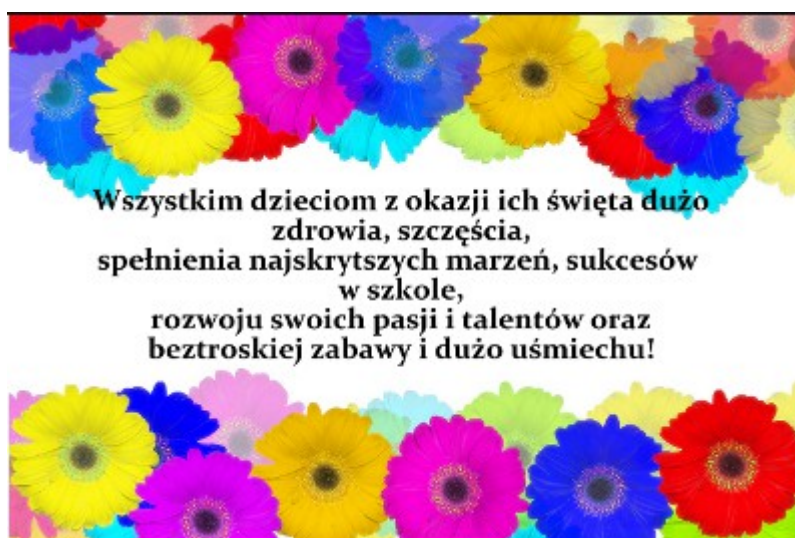 Wszystkim dzieciom z okazji ich święta dużo
zdrowia, szczęścia,
spełnienia najskrytszych marzeń, sukcesów
w szkole,
rozwoju swoich pasji i talentów oraz
beztroskiej zabawy i dużo uśmiechu!